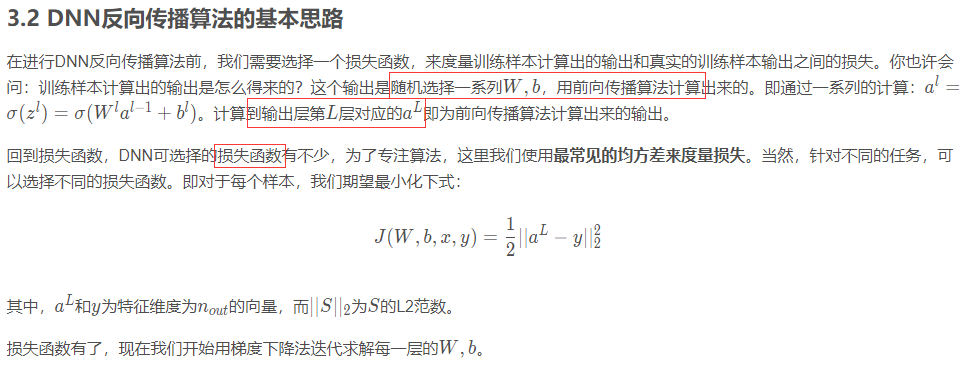 3.2 DNN反向传播算法的基本思路
在进行DNN反向传播算法前，我们需要选择一个损失函数，来度量训练样本计算出的输出和真实的训练样本输出之间的损失。你也许会
问：训练样本计算出的输出是怎么得来的？这个输出是随机选择一系列W, b，用前向传播算法计算出来的。即通过一系列的计算：a^l =
σ(z^l) = σ(W^l a^{l-1} + b^l)。计算到输出层第L层对应的a^L即为前向传播算法计算出来的输出。
回到损失函数，DNN可选择的损失函数有不少，为了专注算法，这里我们使用最常见的均方差来度量损失。当然，针对不同的任务，可
以选择不同的损失函数。即对于每个样本，我们期望最小化下式：
J(W, b, x, y) = \frac{1}{2}||a^L − y||_2^2
其中，a^L和y为特征维度为n_{out}的向量，而||S||_2为S的L2范数。
损失函数有了，现在我们开始用梯度下降法迭代求解每一层的W, b。